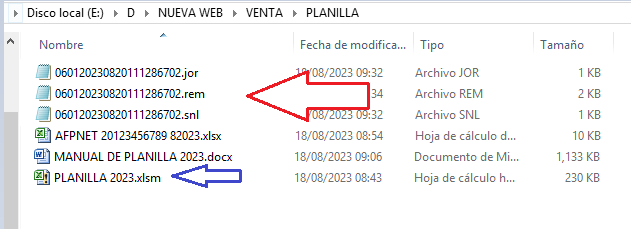 Disco local (E:) D NUEVA WEB VENTA PLANILLA
Nombre Fecha de modifica... Tipo Tamaño
060120230820111286702.jor 18/08/2023 09:32 Archivo JOR 1 KB
060120230820111286702.rem 34 Archivo REM 2 KB
060120230820111286702.snl 18/08/2023 09:32 Archivo SNL 1 KB
AFPNET 20123456789 82023.xlsx 18/08/2023 08:54 Hoja de cálculo d... 10 KB
MANUAL DE PLANILLA 2023.docx 18/08/2023 09:06 Documento de Mi... 1,133 KB
PLANILLA 2023.xlsm 18/08/2023 08:43 Hoja de cálculo h... 230 KB